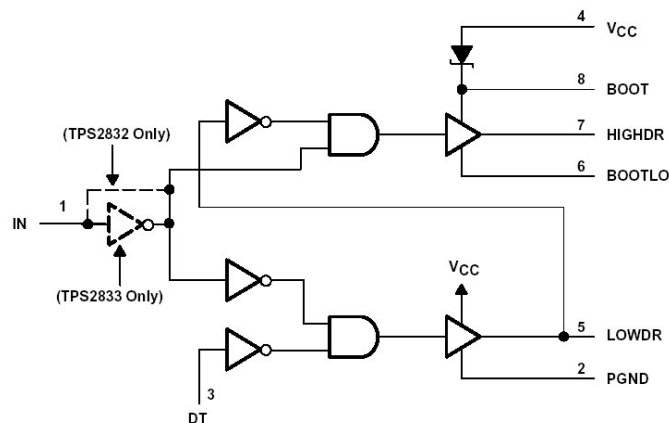 4
VCC
8
BOOT
(TPS2832 Only)
7
HIGHDR
6
BOOTLO
1
IN
VCC
(TPS2833 Only)
5
LOWDR
2
PGND
3
DT